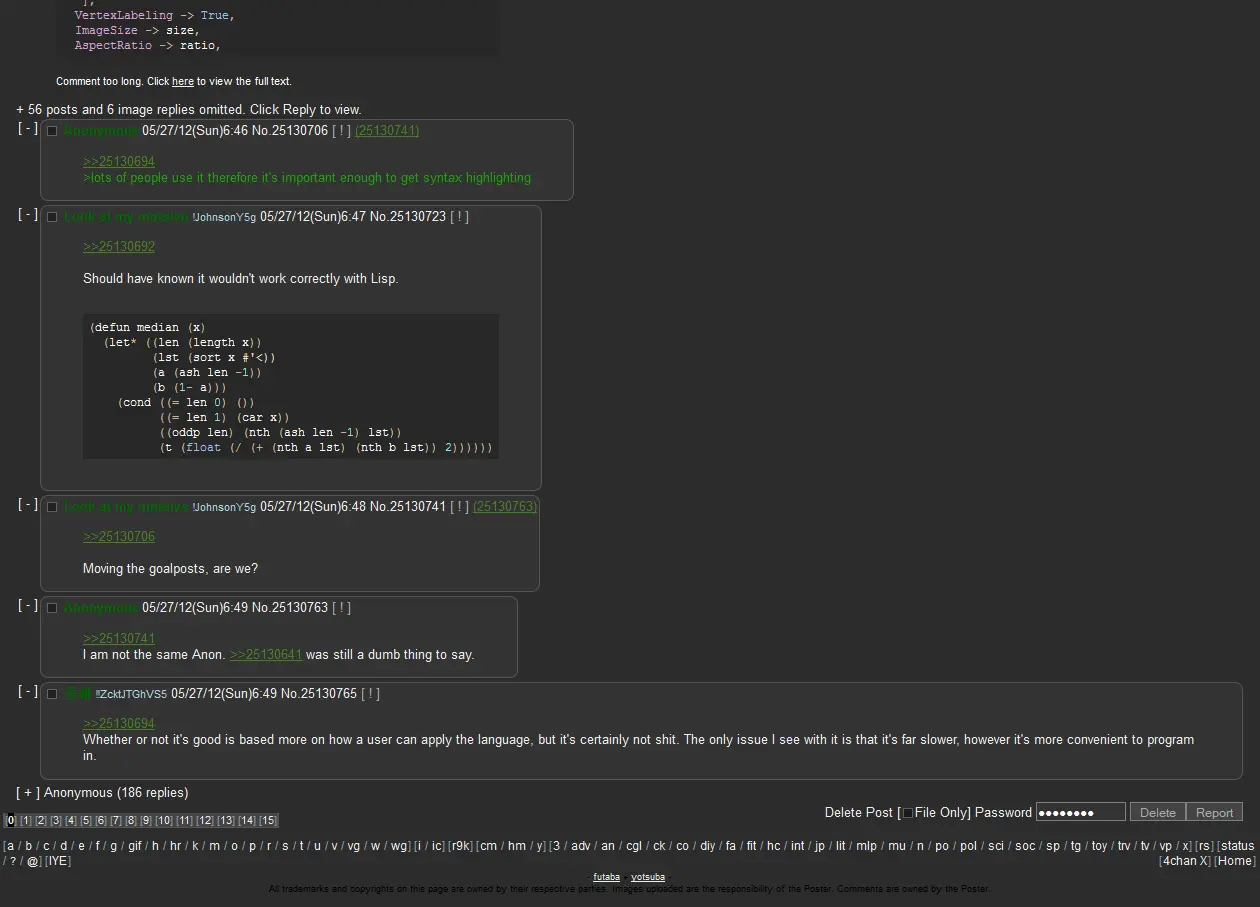 ],
VertexLabeling -> True,
ImageSize -> size,
AspectRatio -> ratio,
Comment too long. Click here to view the full text.
+ 56 posts and 6 image replies omitted. Click Reply to view.
[ - ] Anonymous 05/27/12(Sun)6:46 No.25130706 [ ! ] (25130741)
>>25130694
>lots of people use it therefore it's important enough to get syntax highlighting
[ - ] Look at my massive !JohnsonY5g 05/27/12(Sun)6:47 No.25130723 [ ! ]
>>25130692
Should have known it wouldn't work correctly with Lisp.
(defun median (x)
(let* ((len (length x))
(lst (sort x #'<))
(a (ash len -1))
(b (1- a)))
(cond ((= len 0) ())
((= len 1) (car x))
((oddp len) (nth (ash len -1) lst))
(t (float (/ (+ (nth a lst) (nth b lst)) 2))))))
[ - ] Look at my massive !JohnsonY5g 05/27/12(Sun)6:48 No.25130741 [ ! ] (25130763)
>>25130706
Moving the goalposts, are we?
[ - ] Anonymous 05/27/12(Sun)6:49 No.25130763 [ ! ]
>>25130741
I am not the same Anon. >>25130641 was still a dumb thing to say.
[ - ] !!ZcktJTGhVS5 05/27/12(Sun)6:49 No.25130765 [ ! ]
>>25130694
Whether or not it's good is based more on how a user can apply the language, but it's certainly not shit. The only issue I see with it is that it's far slower, however it's more convenient to program
in.
[ + ] Anonymous (186 replies)
Delete Post [ File Only] Password Delete Report
[0] [1] [2] [3] [4] [5] [6] [7] [8] [9] [10] [11] [12] [13] [14] [15]
[a / b / c / d / e / f / g / gif / h / hr / k / m / o / p / r / s / t / u / v / vg / w / wg] [i / ic] [r9k] [cm / hm / y] [3 / adv / an / cgl / ck / co / diy / fa / fit / hc / int / jp / lit / mlp / mu / n / po / pol / sci / soc / sp / tg / toy / trv / tv / vp / x] [rs] [status
/ ? / @] [IYE] [4chan X] [Home]
- futaba + yotsuba -
All trademarks and copyrights on this page are owned by their respective parties. Images uploaded are the responsibility of the Poster. Comments are owned by the Poster.